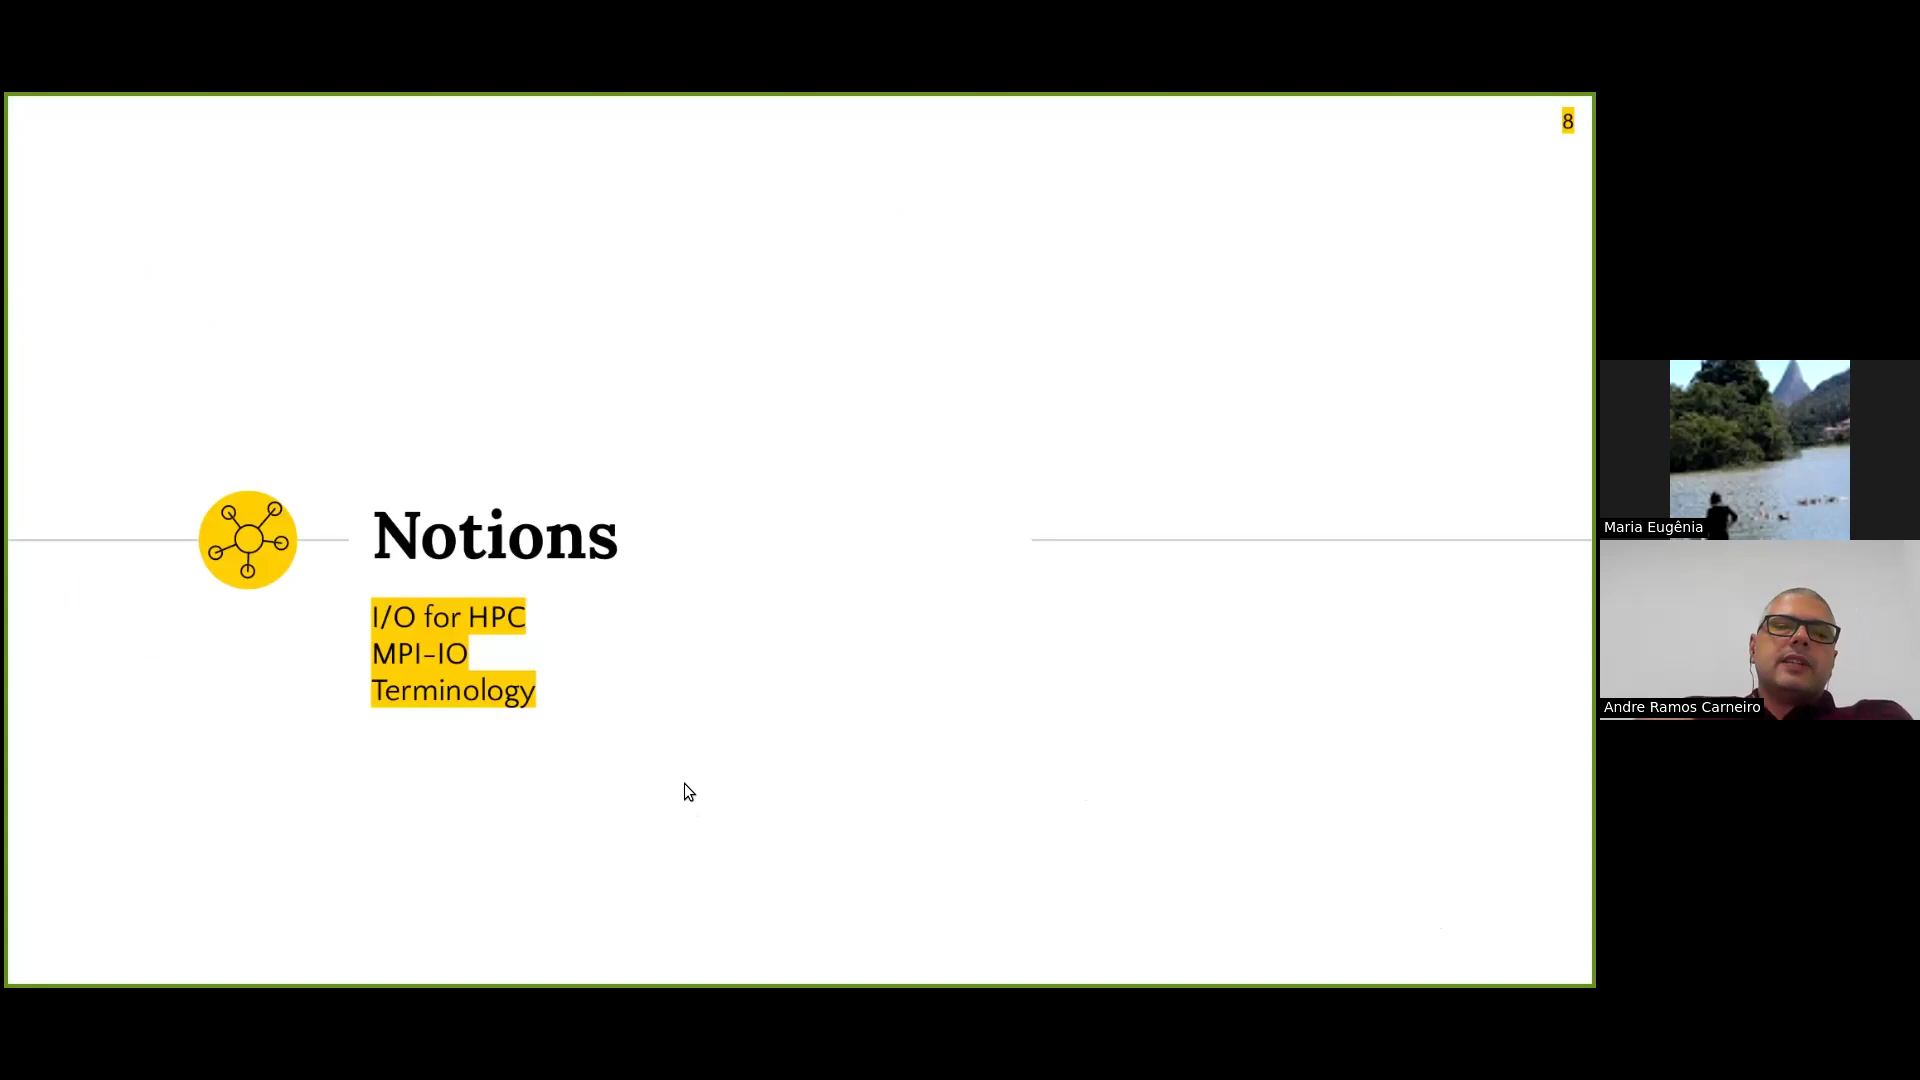 8
Notions
I/O for HPC
MPI-IO
Terminology
Maria Eugênia
Andre Ramos Carneiro